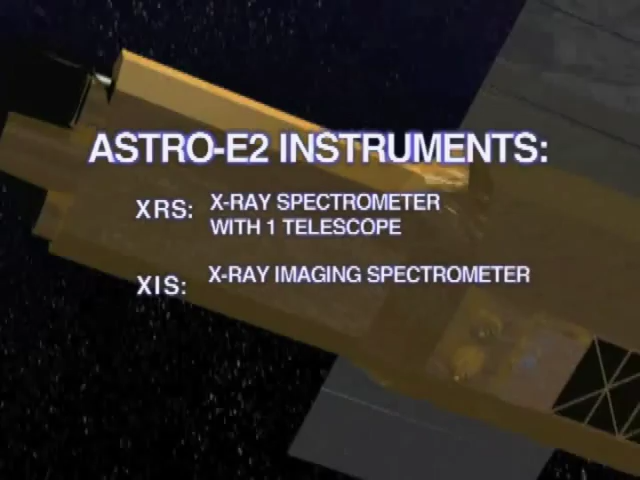 ASTRO-E2 INSTRUMENTS:
XRS: X-RAY SPECTROMETER
WITH 1 TELESCOPE
XIS: X-RAY IMAGING SPECTROMETER